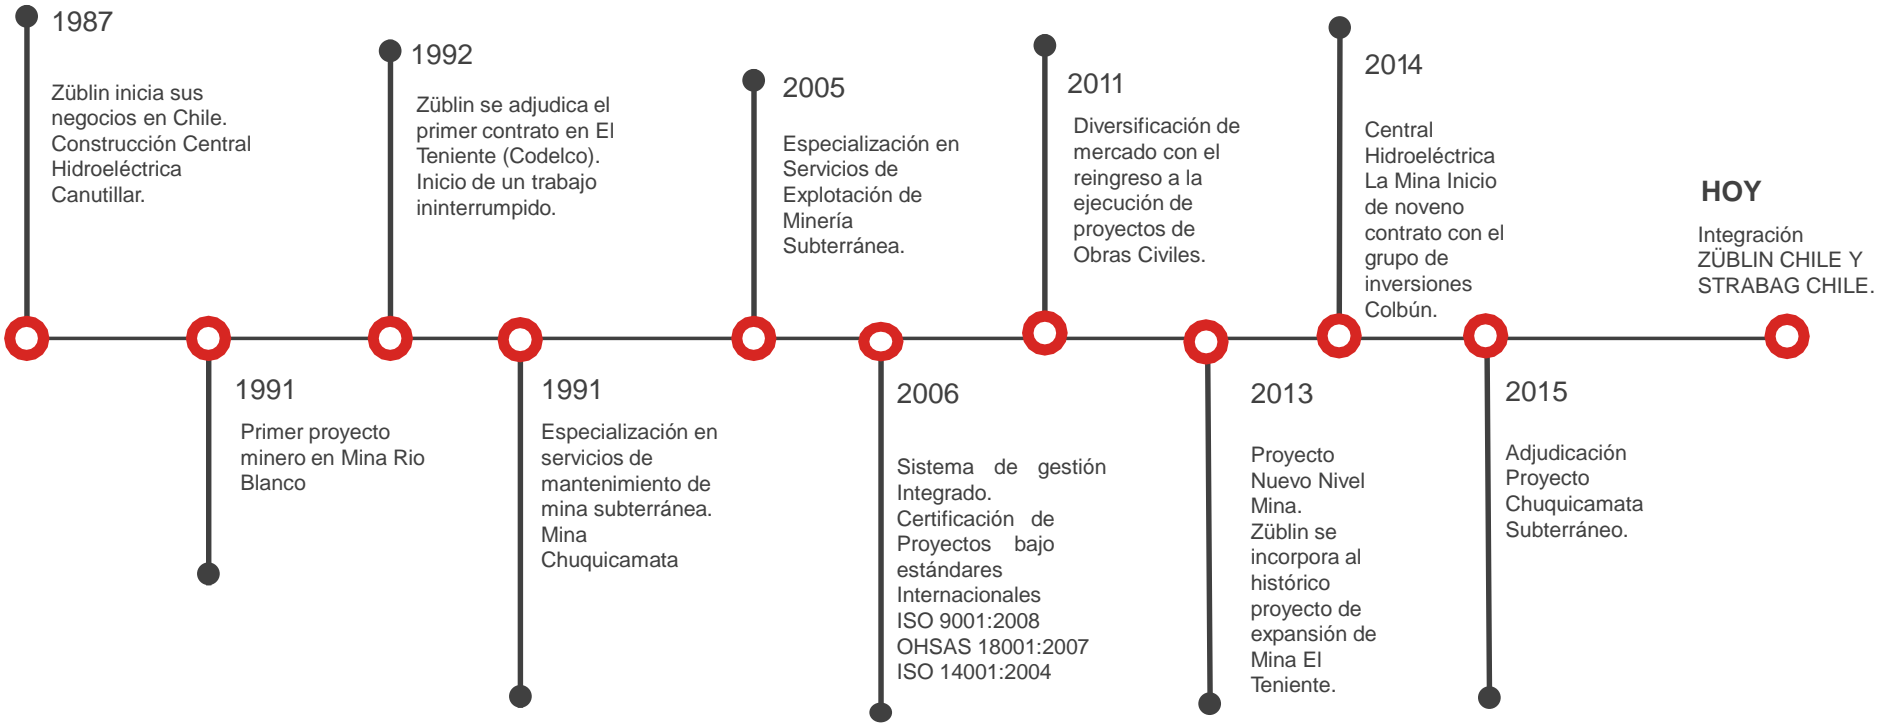 1987
Züblin inicia sus
negocios en Chile.
Construcción Central
Hidroeléctrica
Canutillar.
1991
Primer proyecto
minero en Mina Rio
Blanco
1992
Züblin se adjudica el
primer contrato en El
Teniente (Codelco).
Inicio de un trabajo
ininterrumpido.
1991
Especialización en
servicios de
mantenimiento de
mina subterránea.
Mina
Chuquicamata
2005
Especialización en
Servicios de
Explotación de
Minería
Subterránea.
2006
Sistema de gestión
Integrado.
Certificación de
Proyectos bajo
estándares
Internacionales
ISO 9001:2008
OHSAS 18001:2007
ISO 14001:2004
2011
Diversificación de
mercado con el
reingreso a la
ejecución de
proyectos de
Obras Civiles.
2013
Proyecto
Nuevo Nivel
Mina.
Züblin se
incorpora al
histórico
proyecto de
expansión de
Mina El
Teniente.
2014
Central
Hidroeléctrica
La Mina Inicio
de noveno
contrato con el
grupo de
inversiones
Colbún.
2015
Adjudicación
Proyecto
Chuquicamata
Subterráneo.
HOY
Integración
ZÜBLIN CHILE Y
STRABAG CHILE.